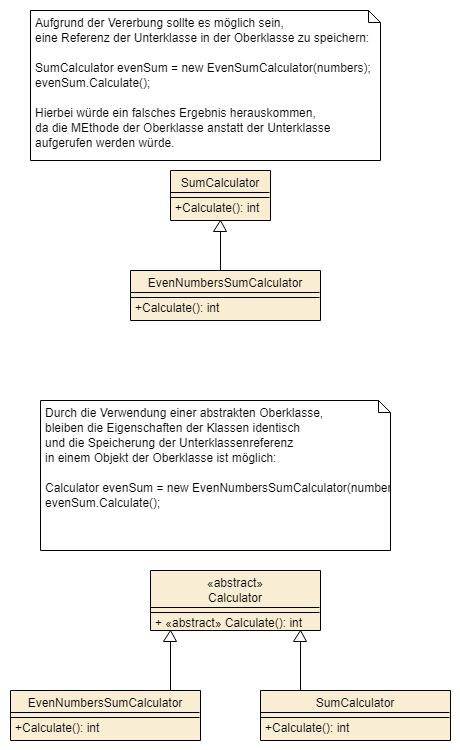 Aufgrund der Vererbung sollte es möglich sein,
eine Referenz der Unterklasse in der Oberklasse zu speichern:
SumCalculator evenSum = new EvenSumCalculator(numbers);
evenSum.Calculate();
Hierbei würde ein falsches Ergebnis herauskommen,
da die MEthode der Oberklasse anstatt der Unterklasse
aufgerufen werden würde.
SumCalculator
+Calculate(): int
EvenNumbersSumCalculator
+Calculate(): int
Durch die Verwendung einer abstrakten Oberklasse,
bleiben die Eigenschaften der Klassen identisch
und die Speicherung der Unterklassenreferenz
in einem Objekt der Oberklasse ist möglich:
Calculator evenSum = new EvenNumbersSumCalculator(number
evenSum.Calculate();
«abstract»
Calculator
+ «abstract» Calculate(): int
EvenNumbersSumCalculator
+Calculate(): int
SumCalculator
+Calculate(): int